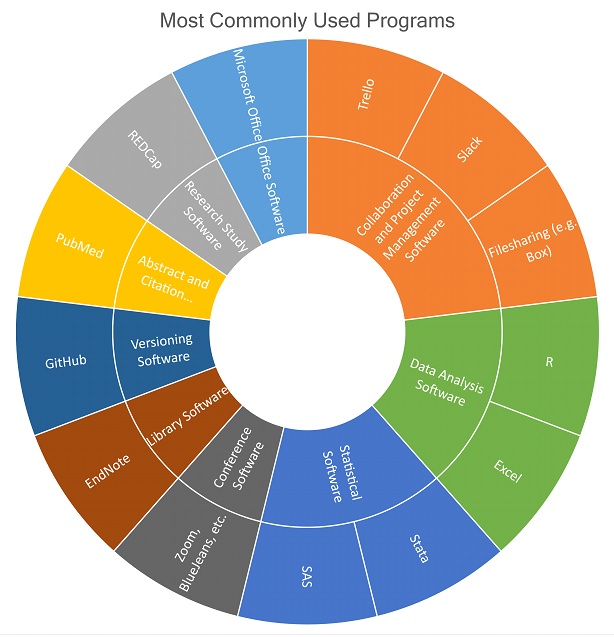 Most Commonly Used Programs
Trello
Slack
Filesharing (e.g.
Box)
Collaboration
and Project
Management
Software
R
Excel
Data Analysis
Software
Stata
SAS
Statistical
Software
Zoom,
BlueJeans, etc.
Conference
Software
EndNote
Library Software
GitHub
Versioning
Software
PubMed
Abstract and
Citation...
REDCap
Research Study
Software
Microsoft Office
Office Software